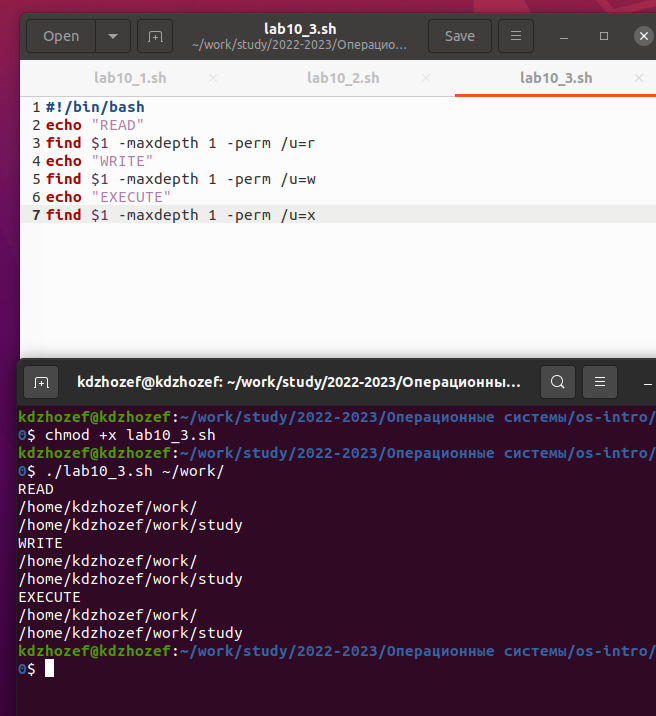 Open
lab10_3.sh
~/work/study/2022-2023/Операцио...
Save
lab10_1.sh
lab10_2.sh
lab10_3.sh
1 #!/bin/bash
2 echo "READ"
3 find $1 -maxdepth 1 -perm /u=r
4 echo "WRITE"
5 find $1 -maxdepth 1 -perm /u=w
6 echo "EXECUTE"
7 find $1 -maxdepth 1 -perm /u=x
kdzhozef@kdzhozef: ~/work/study/2022-2023/Операционны...
kdzhozef@kdzhozef:~/work/study/2022-2023/Операционные системы/os-intro/
0$ chmod +x lab10_3.sh
kdzhozef@kdzhozef:~/work/study/2022-2023/Операционные системы/os-intro/
0$ ./lab10_3.sh ~/work/
READ
/home/kdzhozef/work/
/home/kdzhozef/work/study
WRITE
/home/kdzhozef/work/
/home/kdzhozef/work/study
EXECUTE
/home/kdzhozef/work/
/home/kdzhozef/work/study
kdzhozef@kdzhozef:~/work/study/2022-2023/Операционные системы/os-intro/
0$